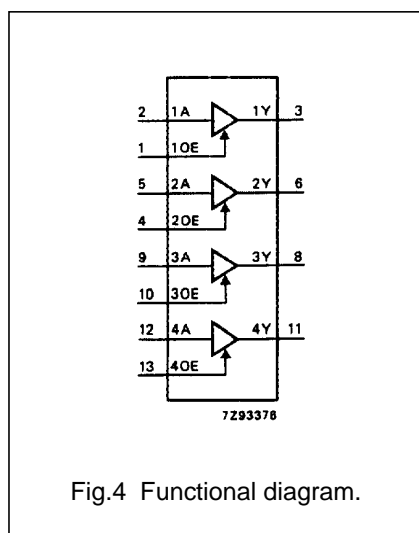 2 1A 1Y 3
1 1OE
5 2A 2Y 6
4 2OE
9 3A 3Y 8
10 3OE
12 4A 4Y 11
13 4OE
7Z93376
Fig.4 Functional diagram.